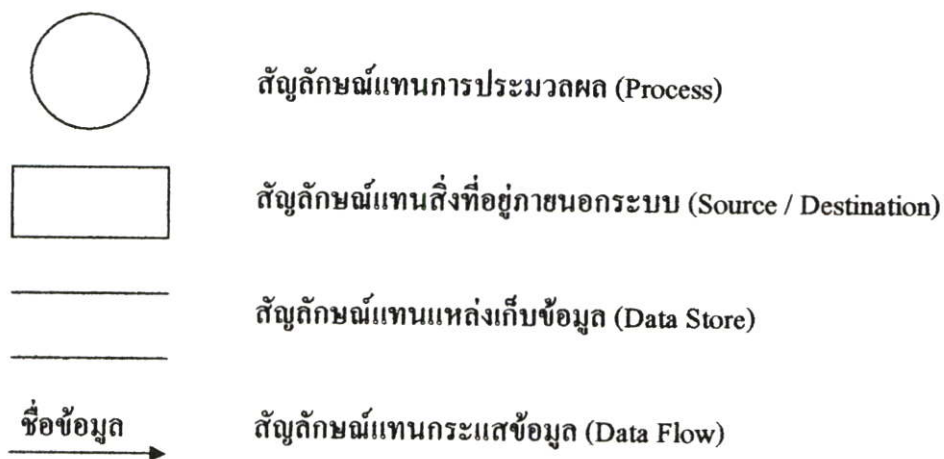 สัญลักษณ์แทนการประมวลผล (Process)
สัญลักษณ์แทนสิ่งที่อยู่ภายนอกระบบ (Source / Destination)
สัญลักษณ์แทนแหล่งเก็บข้อมูล (Data Store)
ชื่อข้อมูล สัญลักษณ์แทนกระแสข้อมูล (Data Flow)